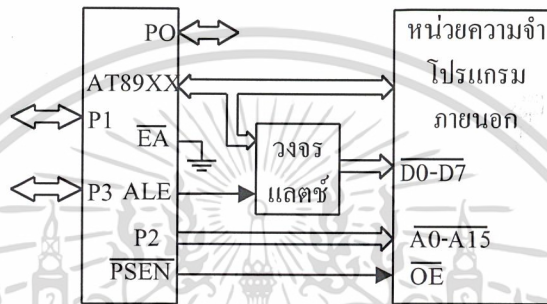 PO
AT89XX
P1
EA
P3 ALE
P2
PSEN
วงจร
แลตช์
หน่วยความจำ
โปรแกรม
ภายนอก
D0-D7
A0-A15
OE